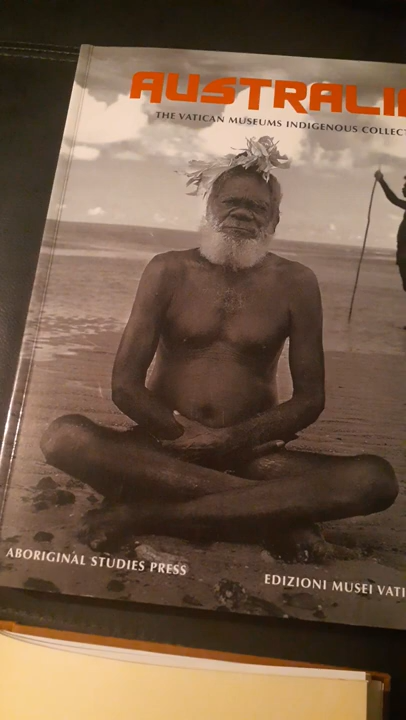 AUSTRALI
THE VATICAN MUSEUMS INDIGENOUS COLLECT
ABORIGINAL STUDIES PRESS
EDIZIONI MUSEI VATI